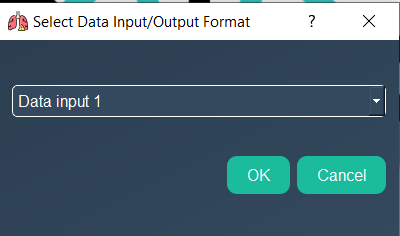 Select Data Input/Output Format ?
Data input 1
OK Cancel